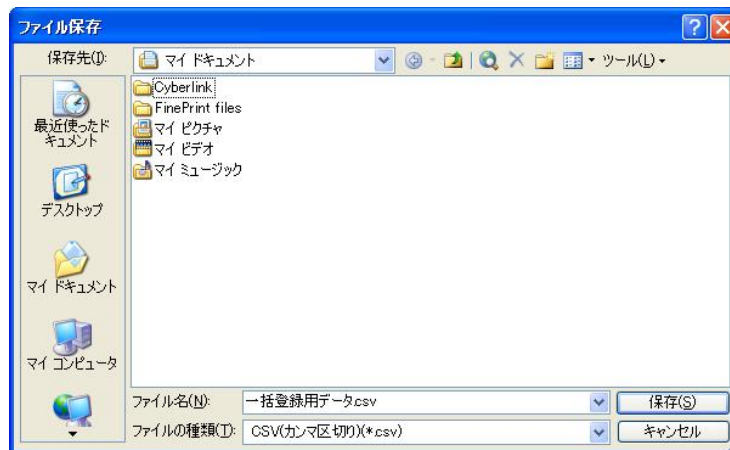 ファイル保存
保存先(I):
マイ ドキュメント
ツール(L)
Cyberlink
FinePrint files
マイ ピクチャ
マイ ビデオ
マイ ミュージック
最近使ったド
キュメント
デスクトップ
マイ ドキュメント
マイ コンピュータ
ファイル名(N):
一括登録用データ.csv
保存(S)
ファイルの種類(T):
CSV(カンマ区切り)(*.csv)
キャンセル